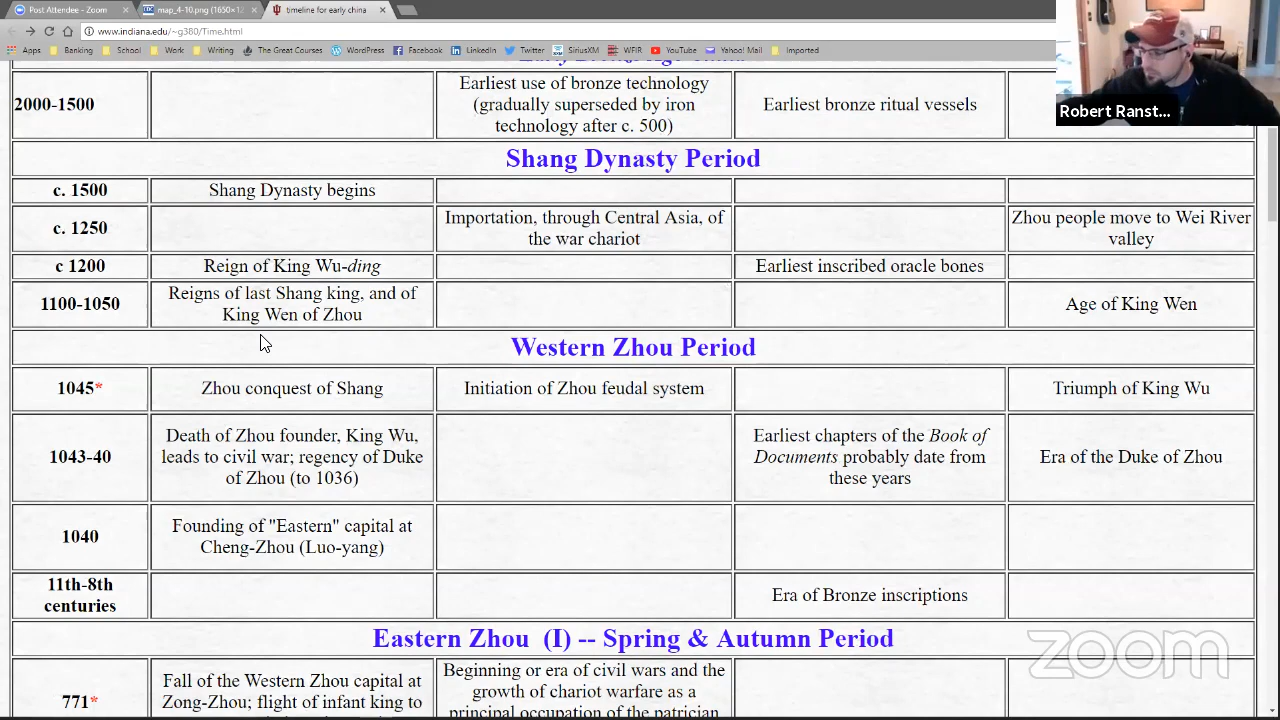 Post Attendee - Zoom
map_4-10.png (1650×12
timeline for early china
www.indiana.edu/~g380/Time.html
Apps Banking School Work Writing The Great Courses WordPress Facebook LinkedIn Twitter SiriusXM WFIR YouTube Yahoo! Mail Imported
2000-1500
Earliest use of bronze technology
(gradually superseded by iron
technology after c. 500)
Earliest bronze ritual vessels
Robert Ranst...
Shang Dynasty Period
c. 1500
Shang Dynasty begins
c. 1250
Importation, through Central Asia, of
the war chariot
Zhou people move to Wei River
valley
c 1200
Reign of King Wu-ding
Earliest inscribed oracle bones
1100-1050
Reigns of last Shang king, and of
King Wen of Zhou
Age of King Wen
Western Zhou Period
1045*
Zhou conquest of Shang
Initiation of Zhou feudal system
Triumph of King Wu
1043-40
Death of Zhou founder, King Wu,
leads to civil war; regency of Duke
of Zhou (to 1036)
Earliest chapters of the Book of
Documents probably date from
these years
Era of the Duke of Zhou
1040
Founding of "Eastern" capital at
Cheng-Zhou (Luo-yang)
11th-8th
centuries
Era of Bronze inscriptions
Eastern Zhou (I) -- Spring & Autumn Period
771*
Fall of the Western Zhou capital at
Zong-Zhou; flight of infant king to
Beginning or era of civil wars and the
growth of chariot warfare as a
principal occupation of the patrician
zoom